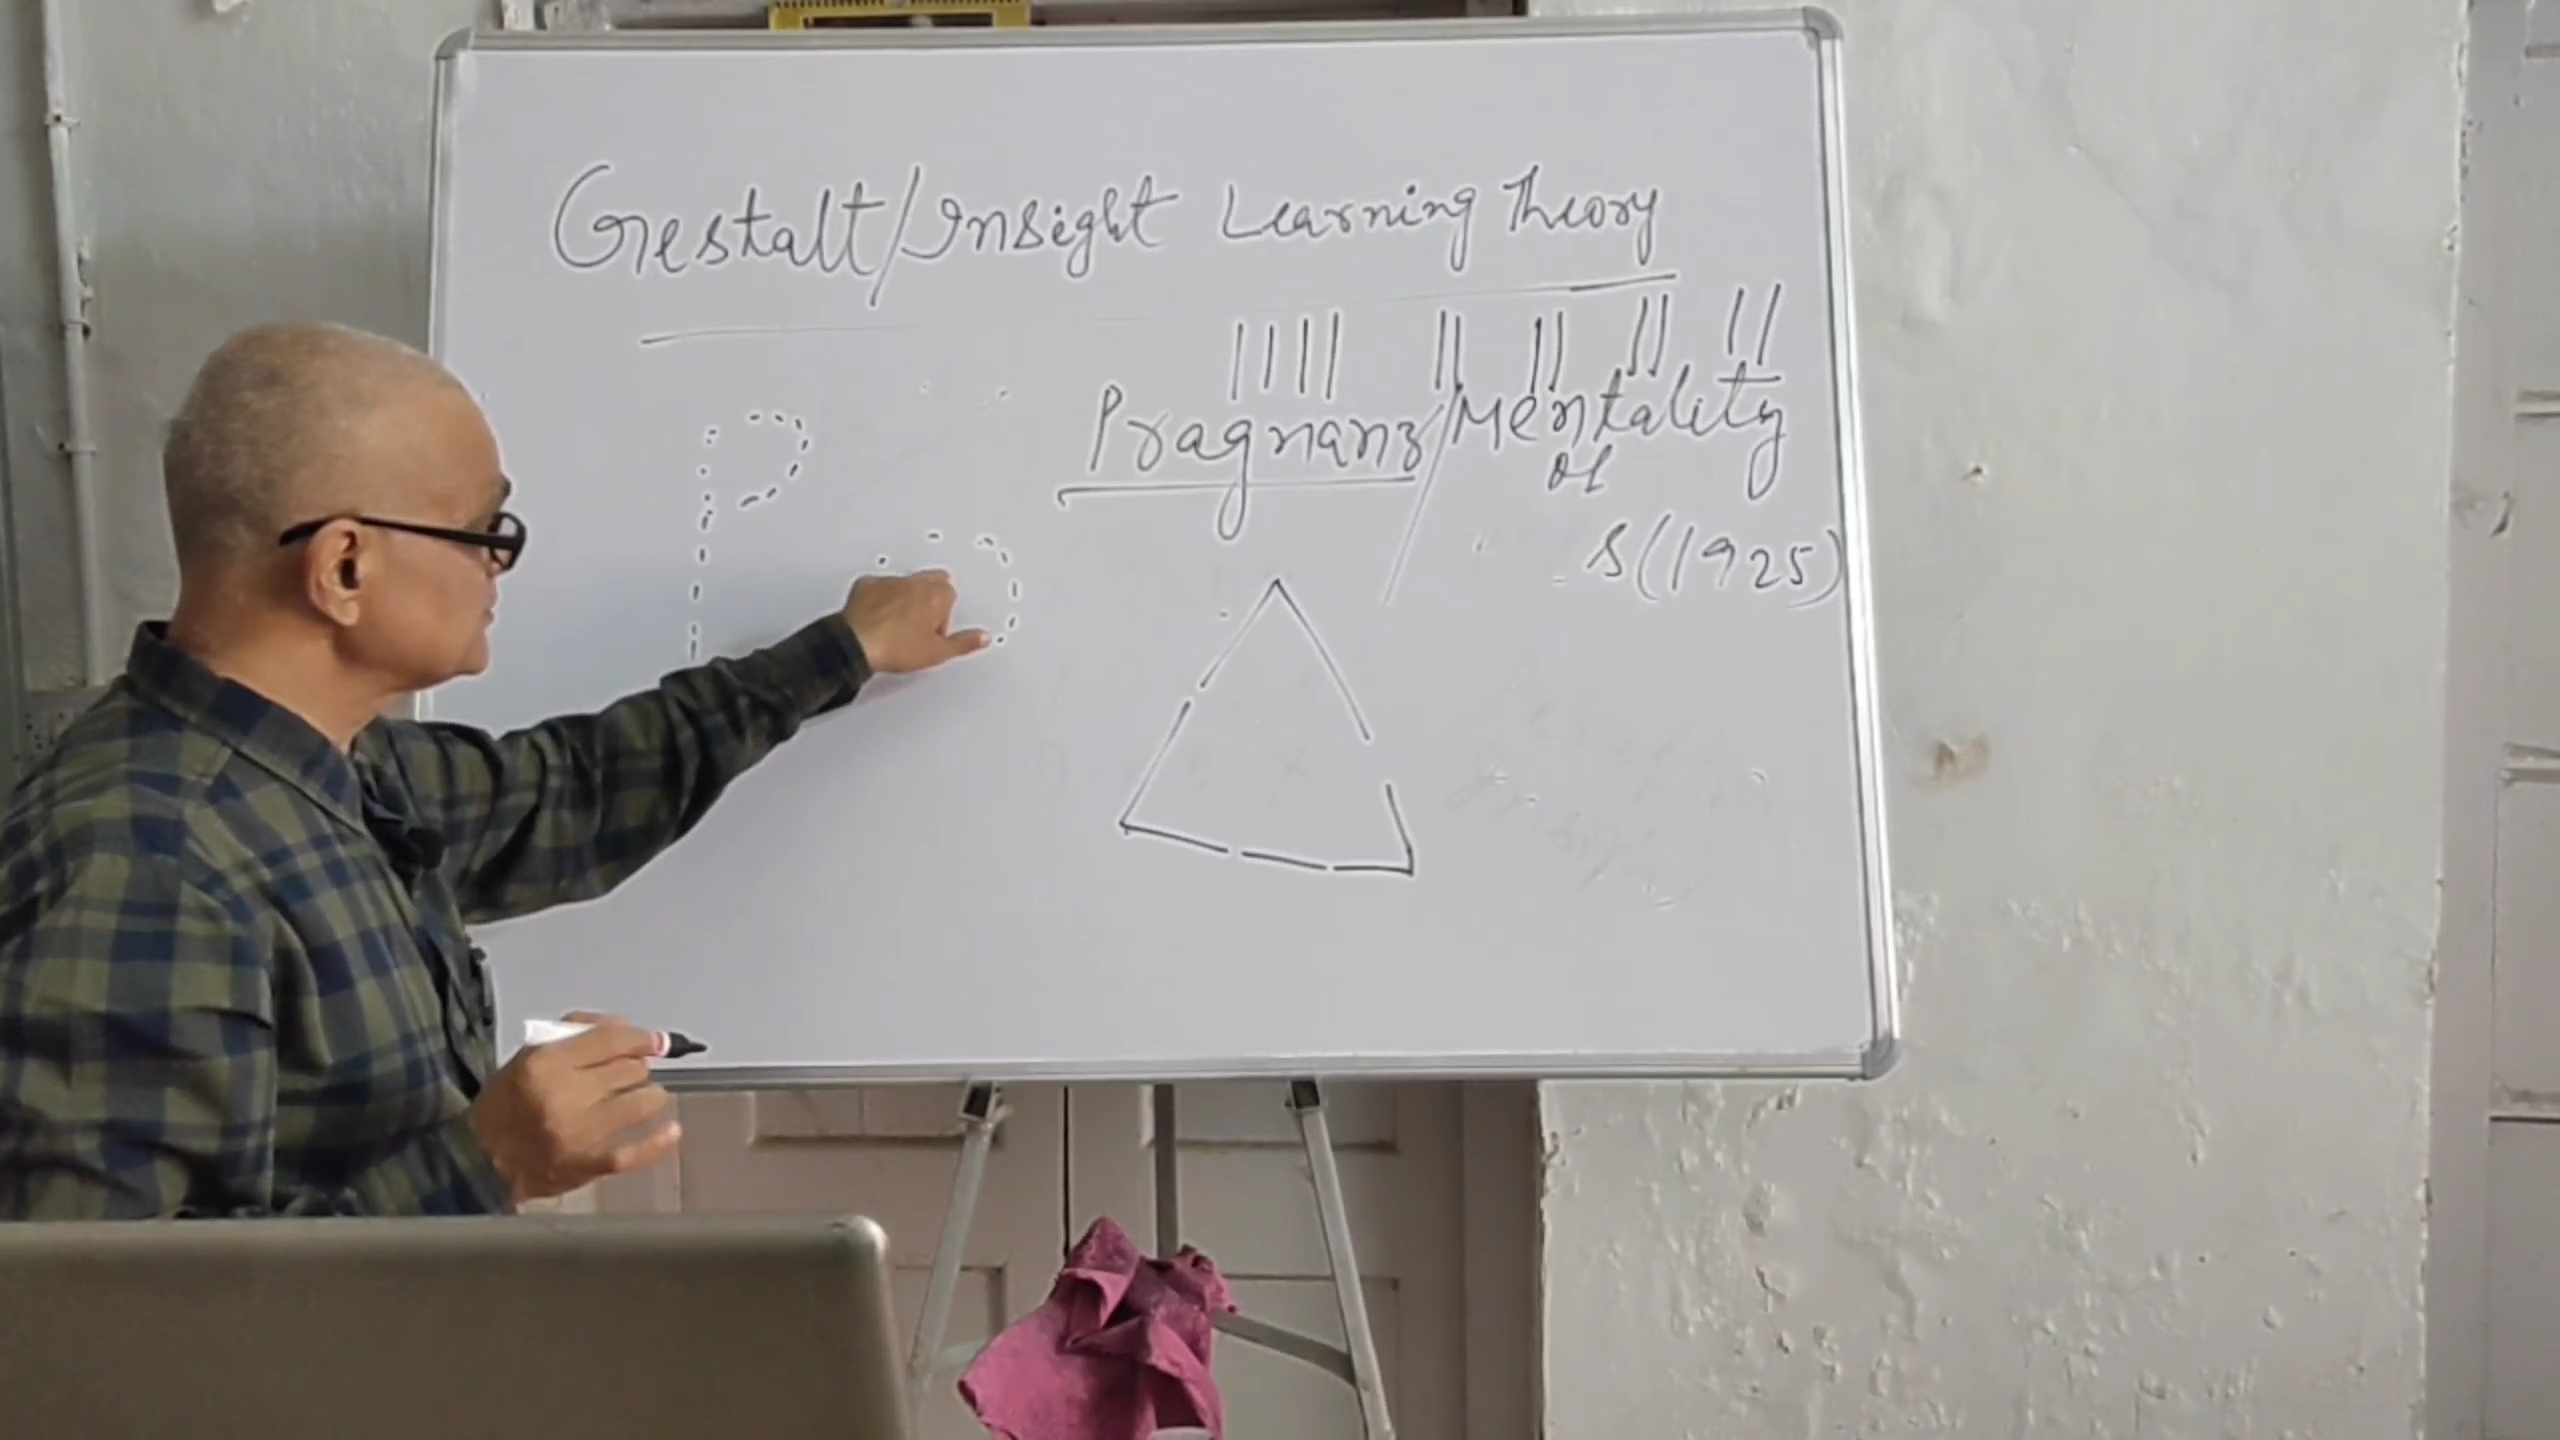 Gestalt/Insight Learning Theory
Pragnanz/Mentality
of
s(1925)
P